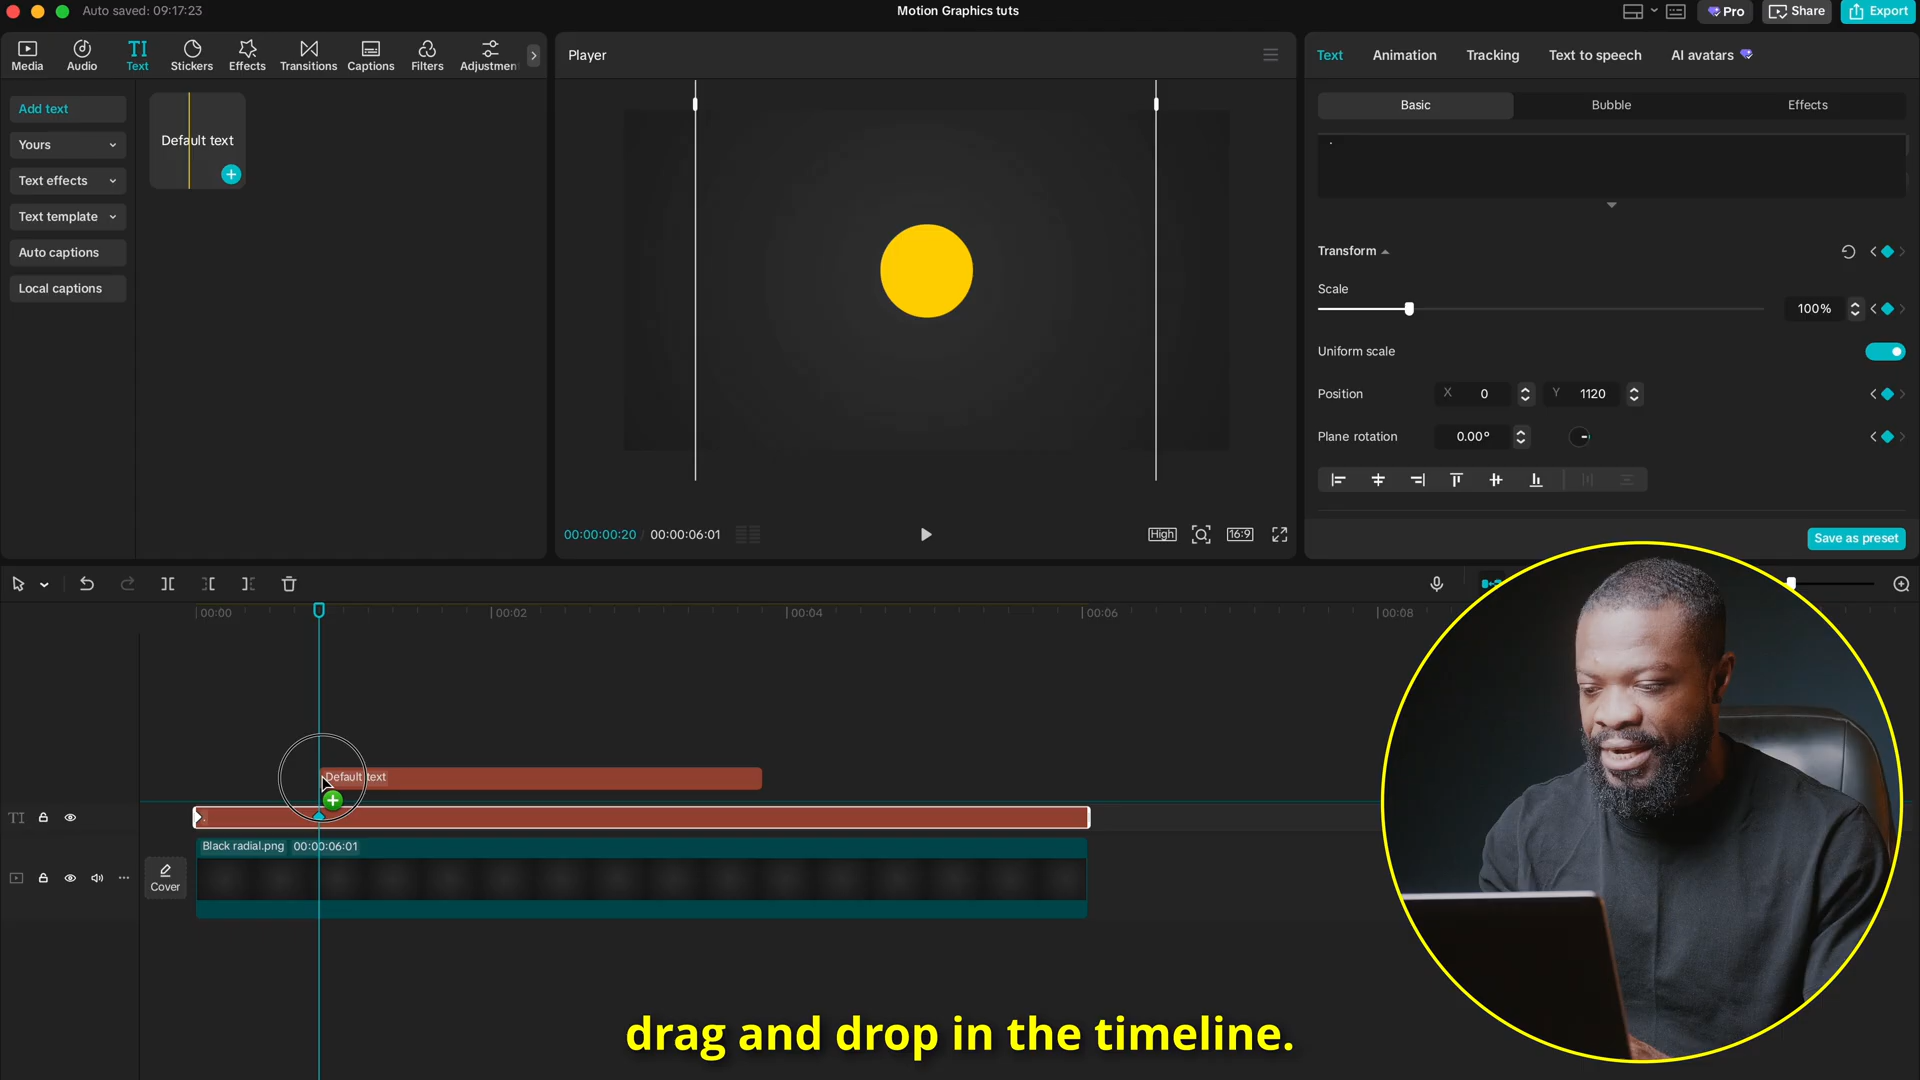 Auto saved: 09:17:23
Motion Graphics tuts
Pro
Share
Export
Media
Audio
TI
Text
Stickers
Effects
Transitions
Captions
Filters
Adjustmen
Add text
Yours
Text effects
Text template
Auto captions
Local captions
Default text
Player
00:00:00:20 / 00:00:06:01
High
16:9
Text
Animation
Tracking
Text to speech
AI avatars
Basic
Bubble
Effects
.
Transform
Scale
100%
Uniform scale
Position
X 0
Y 1120
Plane rotation
0.00°
Save as preset
00:00
00:02
00:04
00:06
00:08
Default text
TI
.
Black radial.png 00:00:06:01
Cover
drag and drop in the timeline.